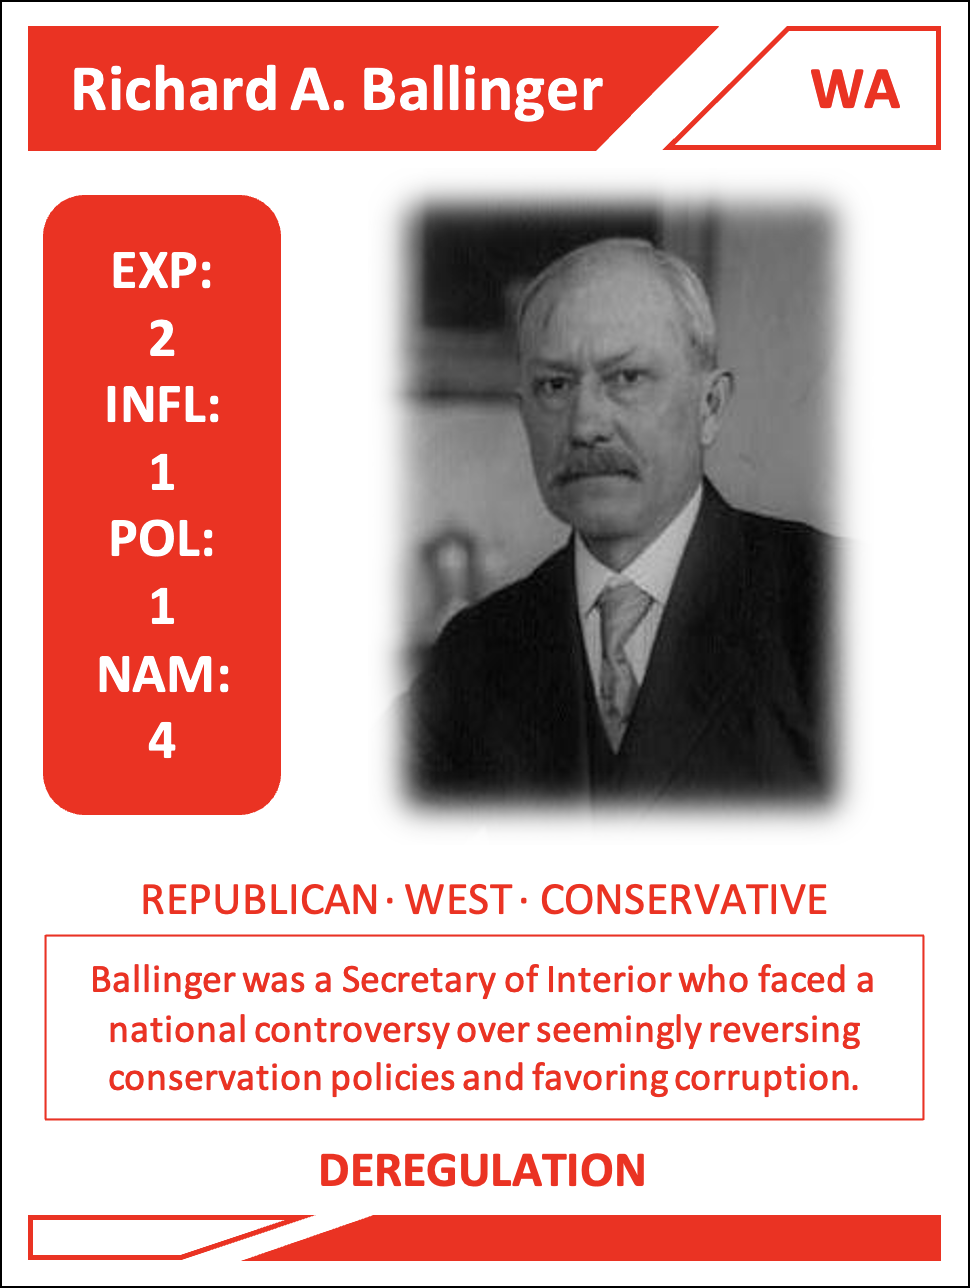 Richard A. Ballinger
WA
EXP:
2
INFL:
1
POL:
1
NAM:
4
REPUBLICAN · WEST · CONSERVATIVE
Ballinger was a Secretary of Interior who faced a
national controversy over seemingly reversing
conservation policies and favoring corruption.
DEREGULATION